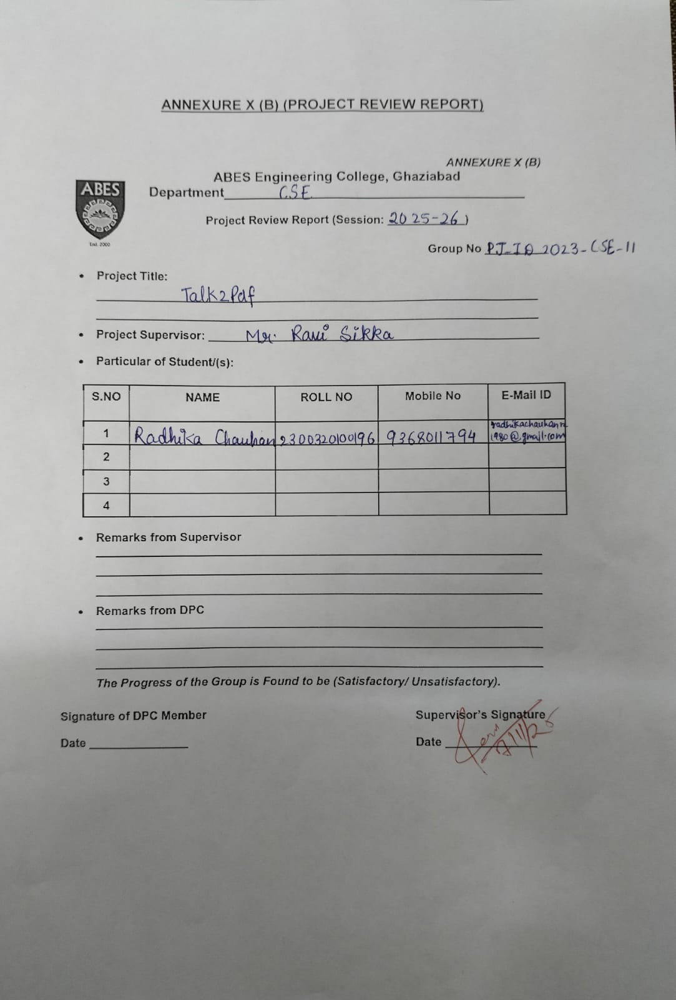 ANNEXURE X (B) (PROJECT REVIEW REPORT)
ANNEXURE X (B)
ABES Engineering College, Ghaziabad
ABES
Estd. 2000
Department CSE
Project Review Report (Session: 2025-26)
Group No PJ-ID 2023-CSE-11
• Project Title:
Talk2Pdf
• Project Supervisor: Mr. Ravi Sikka
• Particular of Student/(s):
S.NO NAME ROLL NO Mobile No E-Mail ID
1 Radhika Chauhan 2300320100196 9368011794 radhikachauhan
1980@gmail.com
2
3
4
• Remarks from Supervisor
• Remarks from DPC
The Progress of the Group is Found to be (Satisfactory/ Unsatisfactory).
Signature of DPC Member Supervisor's Signature
Date Date